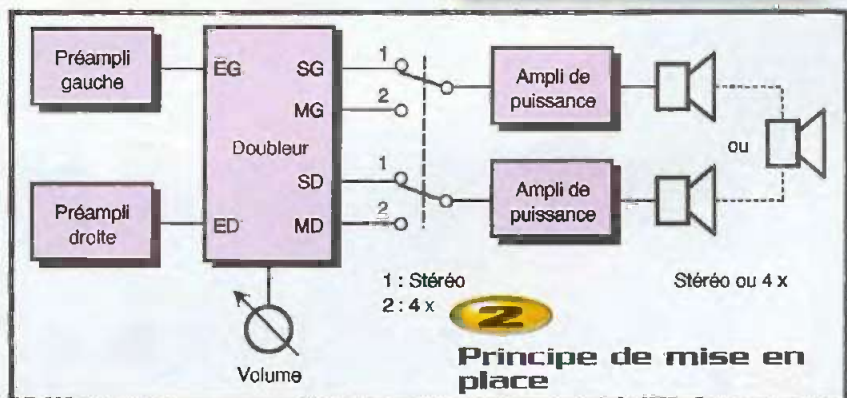 Préampli
gauche
EG
SG
1
2
MG
Doubleur
SD
1
2
ED
MD
Préampli
droite
Volume
Ampli de
puissance
Ampli de
puissance
ou
1 : Stéréo
2 : 4 x
Stéréo ou 4 x
2
Principe de mise en
place